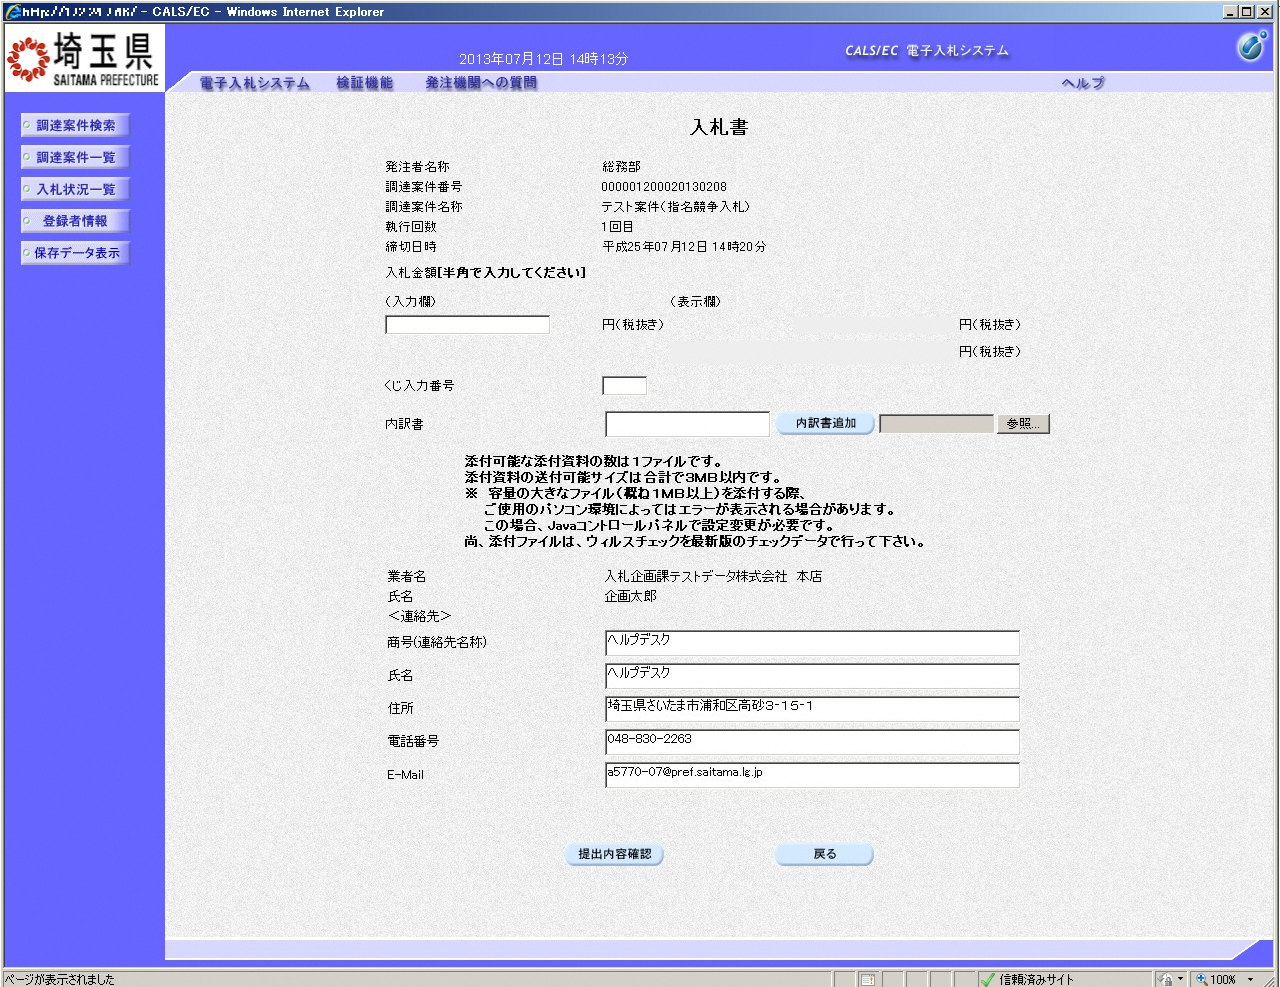 - CALS/EC - Windows Internet Explorer
埼玉県
SAITAMA PREFECTURE
2013年07月12日 14時13分
CALS/EC 電子入札システム
電子入札システム 検証機能 発注機関への質問 ヘルプ
調達案件検索
調達案件一覧
入札状況一覧
登録者情報
保存データ表示
入札書
発注者名称 総務部
調達案件番号 000001200020130208
調達案件名称 テスト案件(指名競争入札)
執行回数 1回目
締切日時 平成25年07月12日 14時20分
入札金額[半角で入力してください]
(入力欄) (表示欄)
円(税抜き) 円(税抜き)
円(税抜き)
くじ入力番号
内訳書 内訳書追加 参照...
添付可能な添付資料の数は1ファイルです。
添付資料の送付可能サイズは合計で3MB以内です。
※ 容量の大きなファイル(概ね1MB以上)を添付する際、
ご使用のパソコン環境によってはエラーが表示される場合があります。
この場合、Javaコントロールパネルで設定変更が必要です。
尚、添付ファイルは、ウィルスチェックを最新版のチェックデータで行って下さい。
業者名 入札企画課テストデータ株式会社 本店
氏名 企画太郎
<連絡先>
商号(連絡先名称) ヘルプデスク
氏名 ヘルプデスク
住所 埼玉県さいたま市浦和区高砂3-15-1
電話番号 048-830-2263
E-Mail a5770-07@pref.saitama.lg.jp
提出内容確認 戻る
ページが表示されました 信頼済みサイト 100%